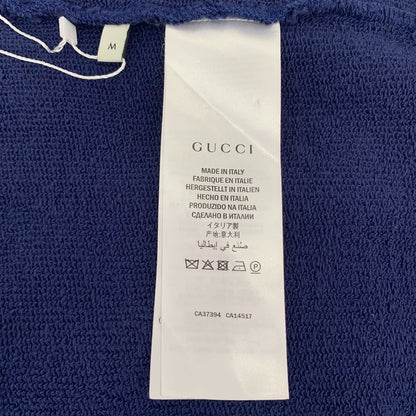 M
GUCCI
MADE IN ITALY
FABRIQUE EN ITALIE
HERGESTELLT IN ITALIEN
HECHO EN ITALIA
PRODUZIDO NA ITALIA
СДЕЛАНО В ИТАЛИИ
イタリア製
产地:意大利
صنع في إيطاليا
P
CA37394 CA14517